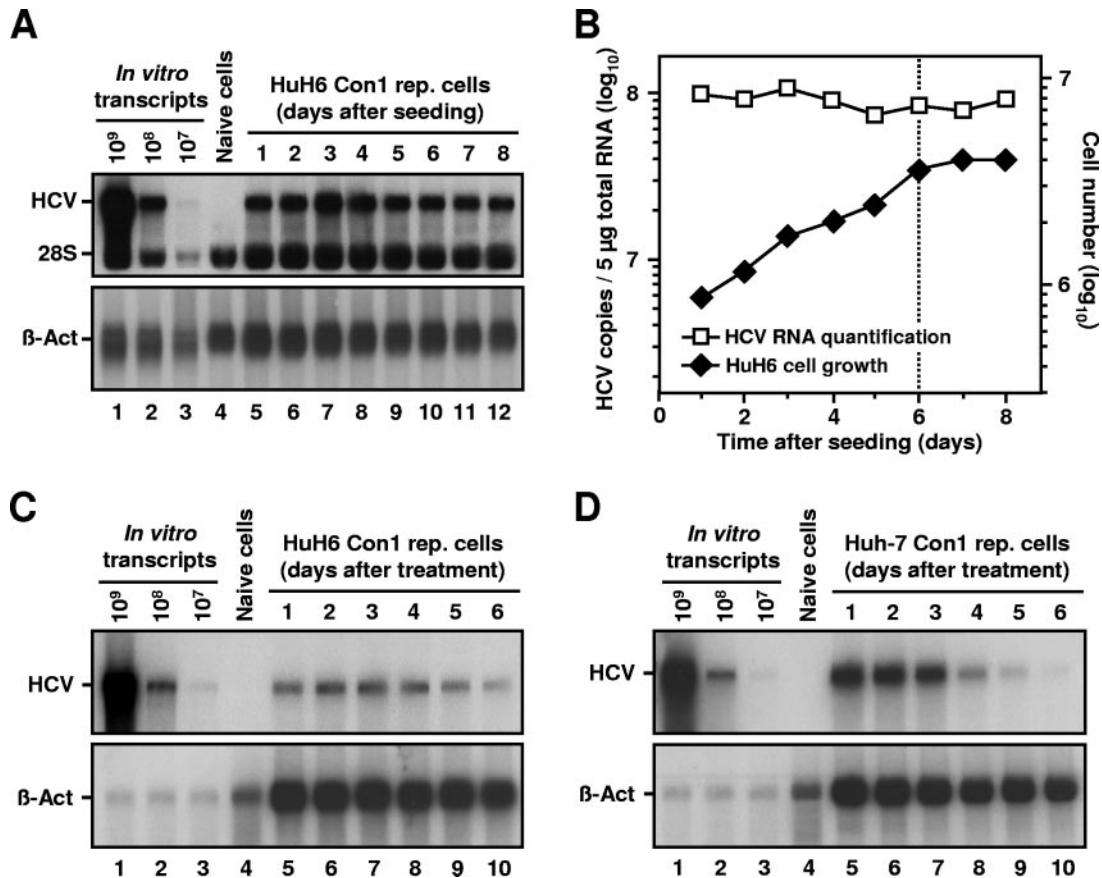 A
In vitro
transcripts
Naive cells
HuH6 Con1 rep. cells
(days after seeding)
10⁹ 10⁸ 10⁷ 1 2 3 4 5 6 7 8
HCV
28S
ß-Act
1 2 3 4 5 6 7 8 9 10 11 12
B
HCV copies / 5 µg total RNA (log₁₀)
8
7
7
6
Cell number (log₁₀)
HCV RNA quantification
HuH6 cell growth
0 2 4 6 8
Time after seeding (days)
C
In vitro
transcripts
Naive cells
HuH6 Con1 rep. cells
(days after treatment)
10⁹ 10⁸ 10⁷ 1 2 3 4 5 6
HCV
ß-Act
1 2 3 4 5 6 7 8 9 10
D
In vitro
transcripts
Naive cells
Huh-7 Con1 rep. cells
(days after treatment)
10⁹ 10⁸ 10⁷ 1 2 3 4 5 6
HCV
ß-Act
1 2 3 4 5 6 7 8 9 10